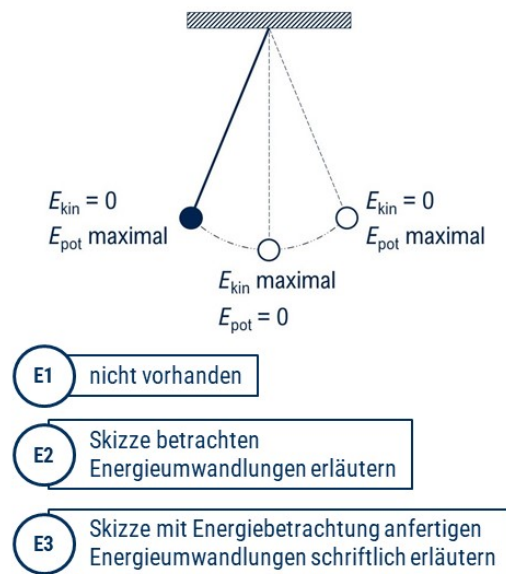 E_kin = 0
E_pot maximal
E_kin = 0
E_pot maximal
E_kin maximal
E_pot = 0
E1 nicht vorhanden
E2 Skizze betrachten
Energieumwandlungen erläutern
E3 Skizze mit Energiebetrachtung anfertigen
Energieumwandlungen schriftlich erläutern